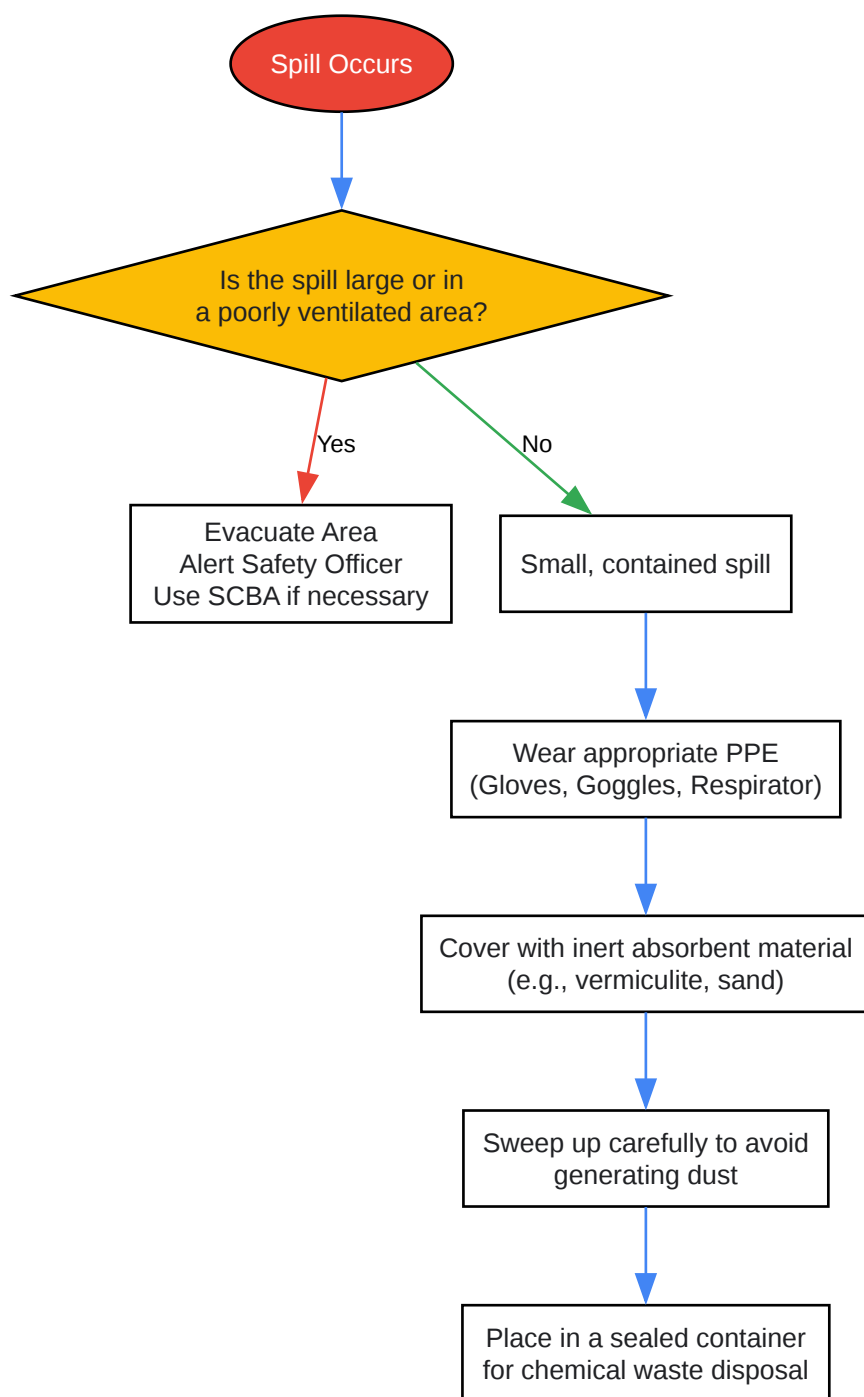 Spill Occurs
Is the spill large or in
a poorly ventilated area?
Yes
No
Evacuate Area
Alert Safety Officer
Use SCBA if necessary
Small, contained spill
Wear appropriate PPE
(Gloves, Goggles, Respirator)
Cover with inert absorbent material
(e.g., vermiculite, sand)
Sweep up carefully to avoid
generating dust
Place in a sealed container
for chemical waste disposal